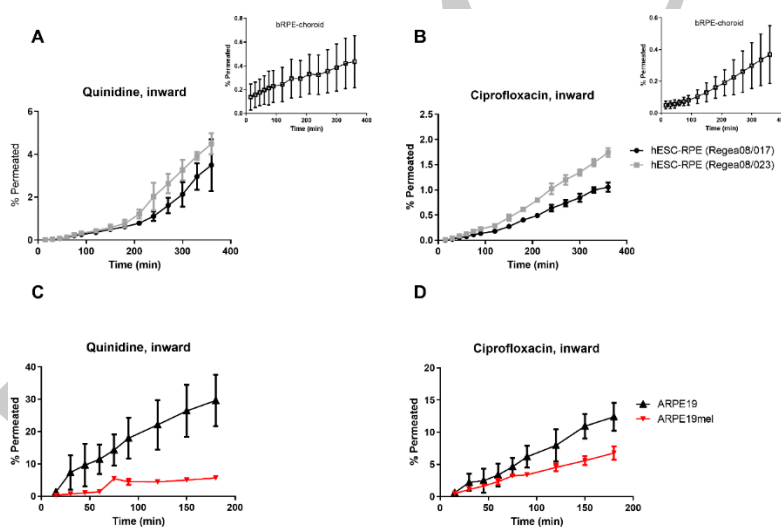 A
bRPE-choroid
% Permeated
0.8
0.6
0.4
0.2
0.0
0 100 200 300 400
Time (min)
Quinidine, inward
% Permeated
6
4
2
0
0 100 200 300 400
Time (min)
B
bRPE-choroid
% Permeated
0.6
0.4
0.2
0.0
0 100 200 300 400
Time (min)
Ciprofloxacin, inward
% Permeated
2.5
2.0
1.5
1.0
0.5
0.0
0 100 200 300 400
Time (min)
hESC-RPE (Regea08/017)
hESC-RPE (Regea08/023)
C
Quinidine, inward
% Permeated
40
30
20
10
0
0 50 100 150 200
Time (min)
D
Ciprofloxacin, inward
% Permeated
20
15
10
5
0
0 50 100 150 200
Time (min)
ARPE19
ARPE19mel